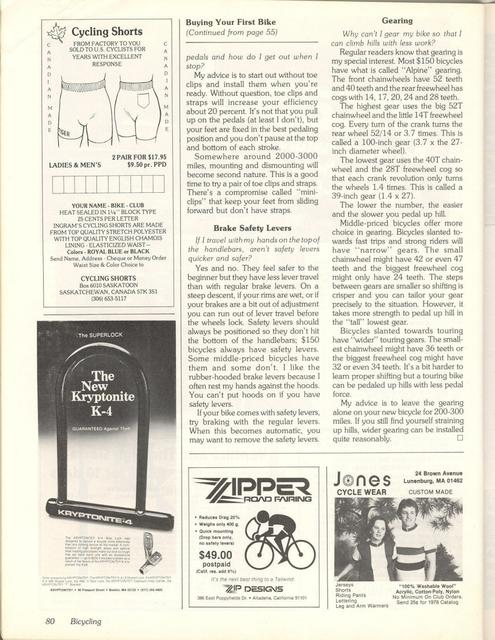 Cycling Shorts
FROM FACTORY TO YOU
SOLD TO U.S. CYCLISTS FOR
YEARS WITH EXCELLENT
RESPONSE
CANADIAN MADE
CANADIAN MADE
2 PAIR FOR $17.95
LADIES & MEN'S $9.50 pr. PPD
YOUR NAME - BIKE - CLUB
HEAT SEALED IN 1¼" BLOCK TYPE
25 CENTS PER LETTER
INGRAM'S CYCLING SHORTS ARE MADE
FROM TOP QUALITY STRETCH POLYESTER
WITH TOP QUALITY ENGLISH CHAMOIS
LINING - ELASTICIZED WAIST -
Colors - ROYAL BLUE or BLACK
Send Name, Address - Cheque or Money Order
Waist Size & Color Choice to
CYCLING SHORTS
Box 6010 SASKATOON
SASKATCHEWAN, CANADA S7K 3S1
(306) 653-5117
The SUPERLOCK
The
New
Kryptonite
K-4
GUARANTEED Against Theft
KRYPTONITE-4
Buying Your First Bike
(Continued from page 55)
pedals and how do I get out when I
stop?
My advice is to start out without toe
clips and install them when you're
ready. Without question, toe clips and
straps will increase your efficiency
about 20 percent. It's not that you pull
up on the pedals (at least I don't), but
your feet are fixed in the best pedaling
position and you don't pause at the top
and bottom of each stroke.
Somewhere around 2000-3000
miles, mounting and dismounting will
become second nature. This is a good
time to try a pair of toe clips and straps.
There's a compromise called "mini-
clips" that keep your feet from sliding
forward but don't have straps.
Brake Safety Levers
If I travel with my hands on the top of
the handlebars, aren't safety levers
quicker and safer?
Yes and no. They feel safer to the
beginner but they have less lever travel
than with regular brake levers. On a
steep descent, if your rims are wet, or if
your brakes are a bit out of adjustment
you can run out of lever travel before
the wheels lock. Safety levers should
always be positioned so they don't hit
the bottom of the handlebars; $150
bicycles always have safety levers.
Some middle-priced bicycles have
them and some don't. I like the
rubber-hooded brake levers because I
often rest my hands against the hoods.
You can't put hoods on if you have
safety levers.
If your bike comes with safety levers,
try braking with the regular levers.
When this becomes automatic, you
may want to remove the safety levers.
Gearing
Why can't I gear my bike so that I
can climb hills with less work?
Regular readers know that gearing is
my special interest. Most $150 bicycles
have what is called "Alpine" gearing.
The front chainwheels have 52 teeth
and 40 teeth and the rear freewheel has
cogs with 14, 17, 20, 24 and 28 teeth.
The highest gear uses the big 52T
chainwheel and the little 14T freewheel
cog. Every turn of the crank turns the
rear wheel 52/14 or 3.7 times. This is
called a 100-inch gear (3.7 x the 27-
inch diameter wheel).
The lowest gear uses the 40T chain-
wheel and the 28T freewheel cog so
that each crank revolution only turns
the wheels 1.4 times. This is called a
39-inch gear (1.4 x 27).
The lower the number, the easier
and the slower you pedal up hill.
Middle-priced bicycles offer more
choice in gearing. Bicycles slanted to-
wards fast trips and strong riders will
have "narrow" gears. The small
chainwheel might have 42 or even 47
teeth and the biggest freewheel cog
might only have 24 teeth. The steps
between gears are smaller so shifting is
crisper and you can tailor your gear
precisely to the situation. However, it
takes more strength to pedal up hill in
the "tall" lowest gear.
Bicycles slanted towards touring
have "wider" touring gears. The small-
est chainwheel might have 36 teeth or
the biggest freewheel cog might have
32 or even 34 teeth. It's a bit harder to
learn proper shifting but a touring bike
can be pedaled up hills with less pedal
force.
My advice is to leave the gearing
alone on your new bicycle for 200-300
miles. If you still find yourself straining
up hills, wider gearing can be installed
quite reasonably.
ZIPPER
ROAD FAIRING
• Reduces Drag 20%
• Weighs only 400 g.
• Quick mounting
(Drop bars only,
no safety levers)
$49.00
postpaid
(Calif. res. add 6%)
It's the next best thing to a Tailwind.
ZIP DESIGNS
386 East Poppyfields Dr. • Altadena, California 91101
Jones
CYCLE WEAR
24 Brown Avenue
Lunenburg, MA 01462
CUSTOM MADE
Jerseys
Shorts
Riding Pants
Lettering
Leg and Arm Warmers
"100% Washable Wool"
Acrylic, Cotton-Poly, Nylon
No Minimum On Club Orders
Send 25¢ for 1978 Catalog
80 Bicycling